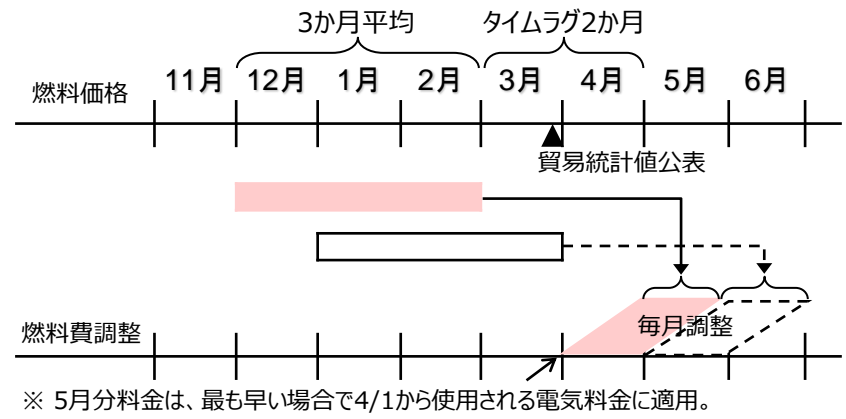 3か月平均 タイムラグ2か月
燃料価格 11月 12月 1月 2月 3月 4月 5月 6月
貿易統計値公表
毎月調整
燃料費調整
※ 5月分料金は、最も早い場合で4/1から使用される電気料金に適用。